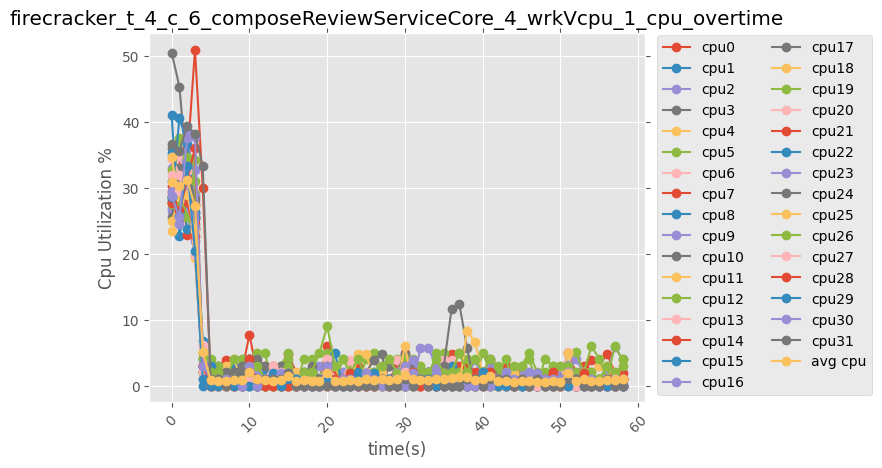 firecracker_t_4_c_6_composeReviewServiceCore_4_wrkVcpu_1_cpu_overtime
50
40
30
20
10
0
Cpu Utilization %
0
10
20
30
40
50
60
time(s)
cpu0
cpu1
cpu2
cpu3
cpu4
cpu5
cpu6
cpu7
cpu8
cpu9
cpu10
cpu11
cpu12
cpu13
cpu14
cpu15
cpu16
cpu17
cpu18
cpu19
cpu20
cpu21
cpu22
cpu23
cpu24
cpu25
cpu26
cpu27
cpu28
cpu29
cpu30
cpu31
avg cpu